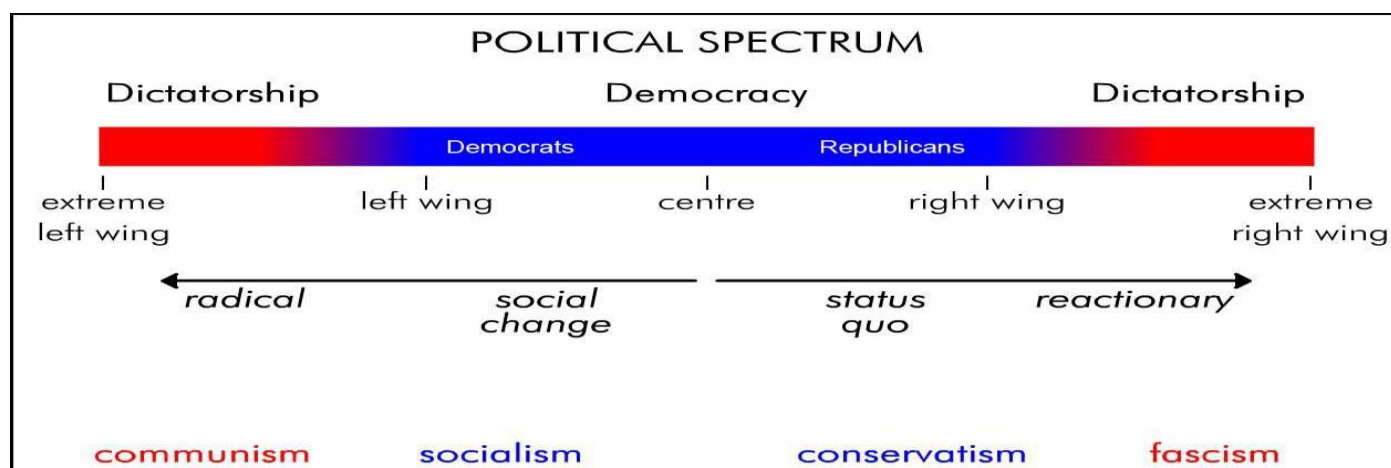 POLITICAL SPECTRUM
Dictatorship Democracy Dictatorship
Democrats Republicans
extreme left wing centre right wing extreme
left wing right wing
radical social status reactionary
change quo
communism socialism conservatism fascism